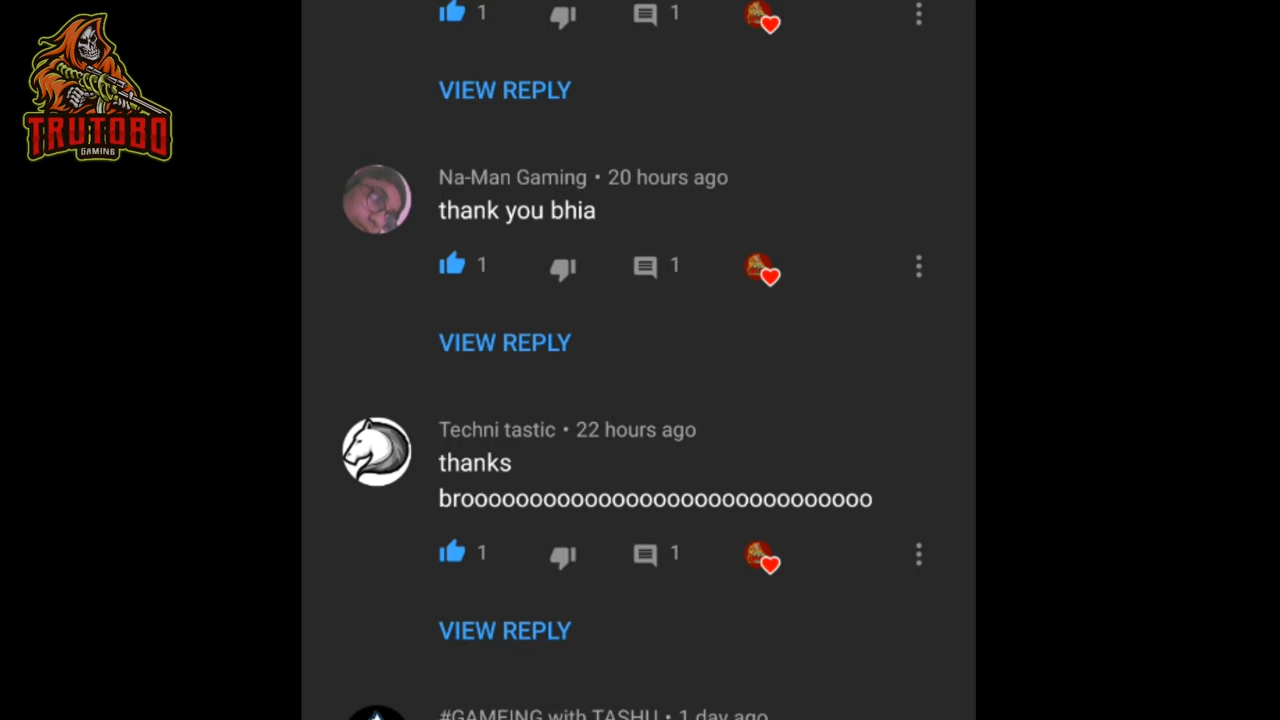 TRUTOBO
GAMING
1 1
VIEW REPLY
Na-Man Gaming • 20 hours ago
thank you bhia
1 1
VIEW REPLY
Techni tastic • 22 hours ago
thanks
brooooooooooooooooooooooooooooooo
1 1
VIEW REPLY
#GAMEING with TASHU • 1 day ago